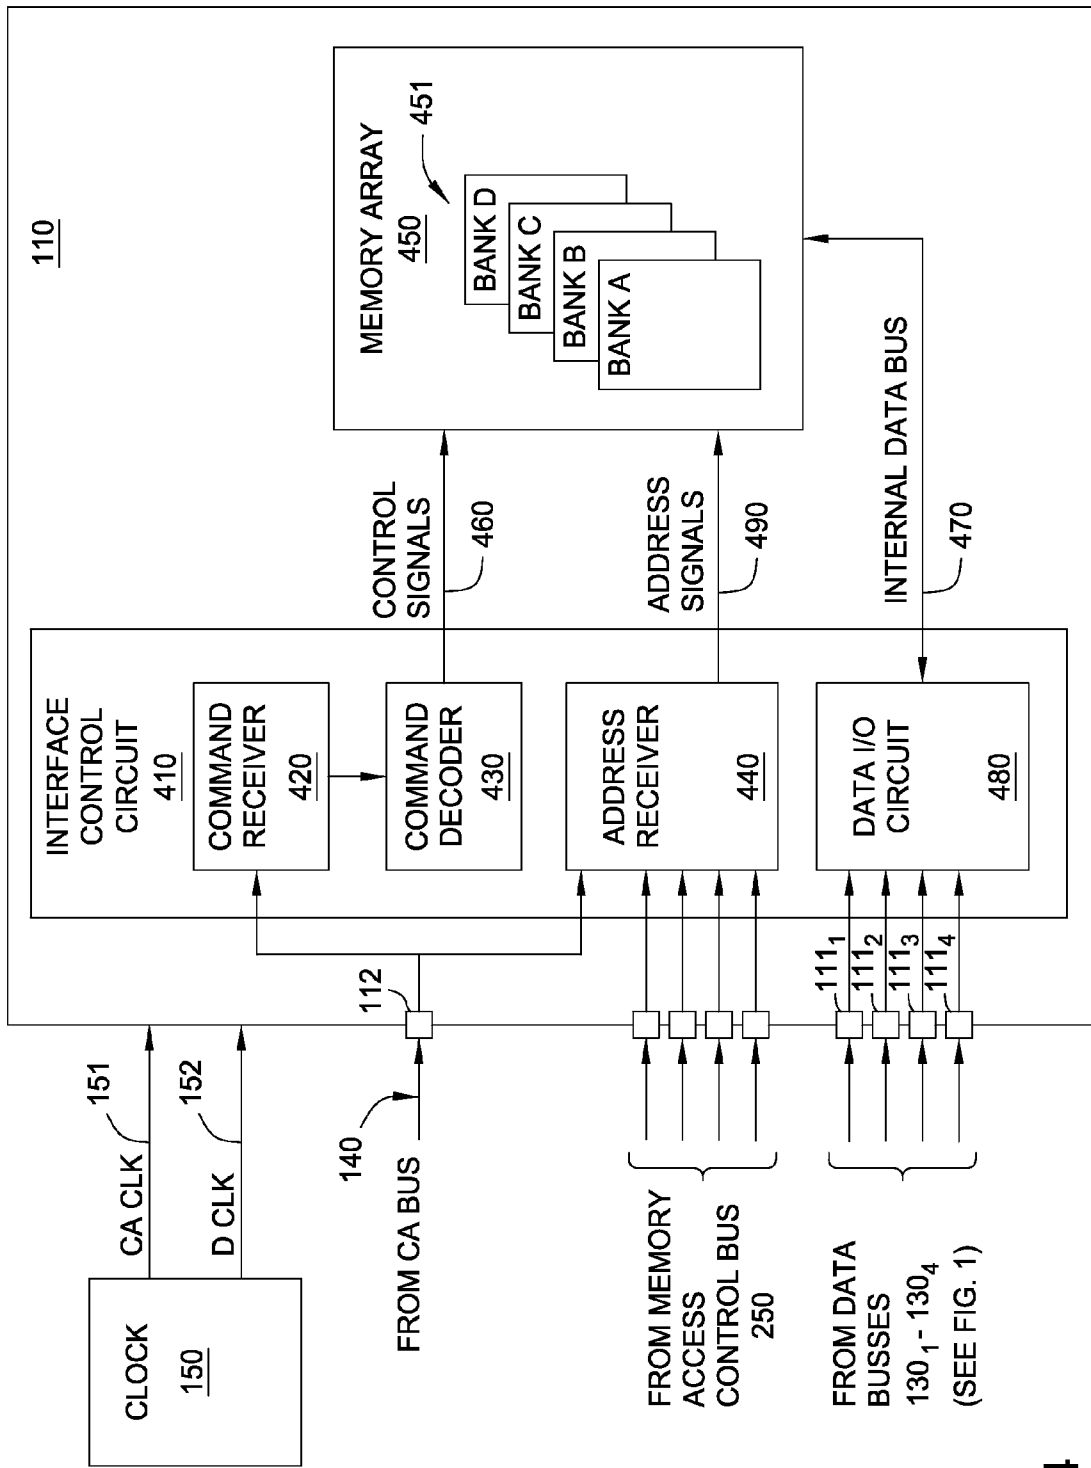 110
CLOCK
150
CA CLK
151
D CLK
152
FROM CA BUS
140
112
FROM MEMORY
ACCESS
CONTROL BUS
250
FROM DATA
BUSSES
130₁ - 130₄
(SEE FIG. 1)
111₁
111₂
111₃
111₄
INTERFACE
CONTROL
CIRCUIT
410
COMMAND
RECEIVER
420
COMMAND
DECODER
430
ADDRESS
RECEIVER
440
DATA I/O
CIRCUIT
480
CONTROL
SIGNALS
460
ADDRESS
SIGNALS
490
INTERNAL DATA BUS
470
MEMORY ARRAY
450
451
BANK D
BANK C
BANK B
BANK A